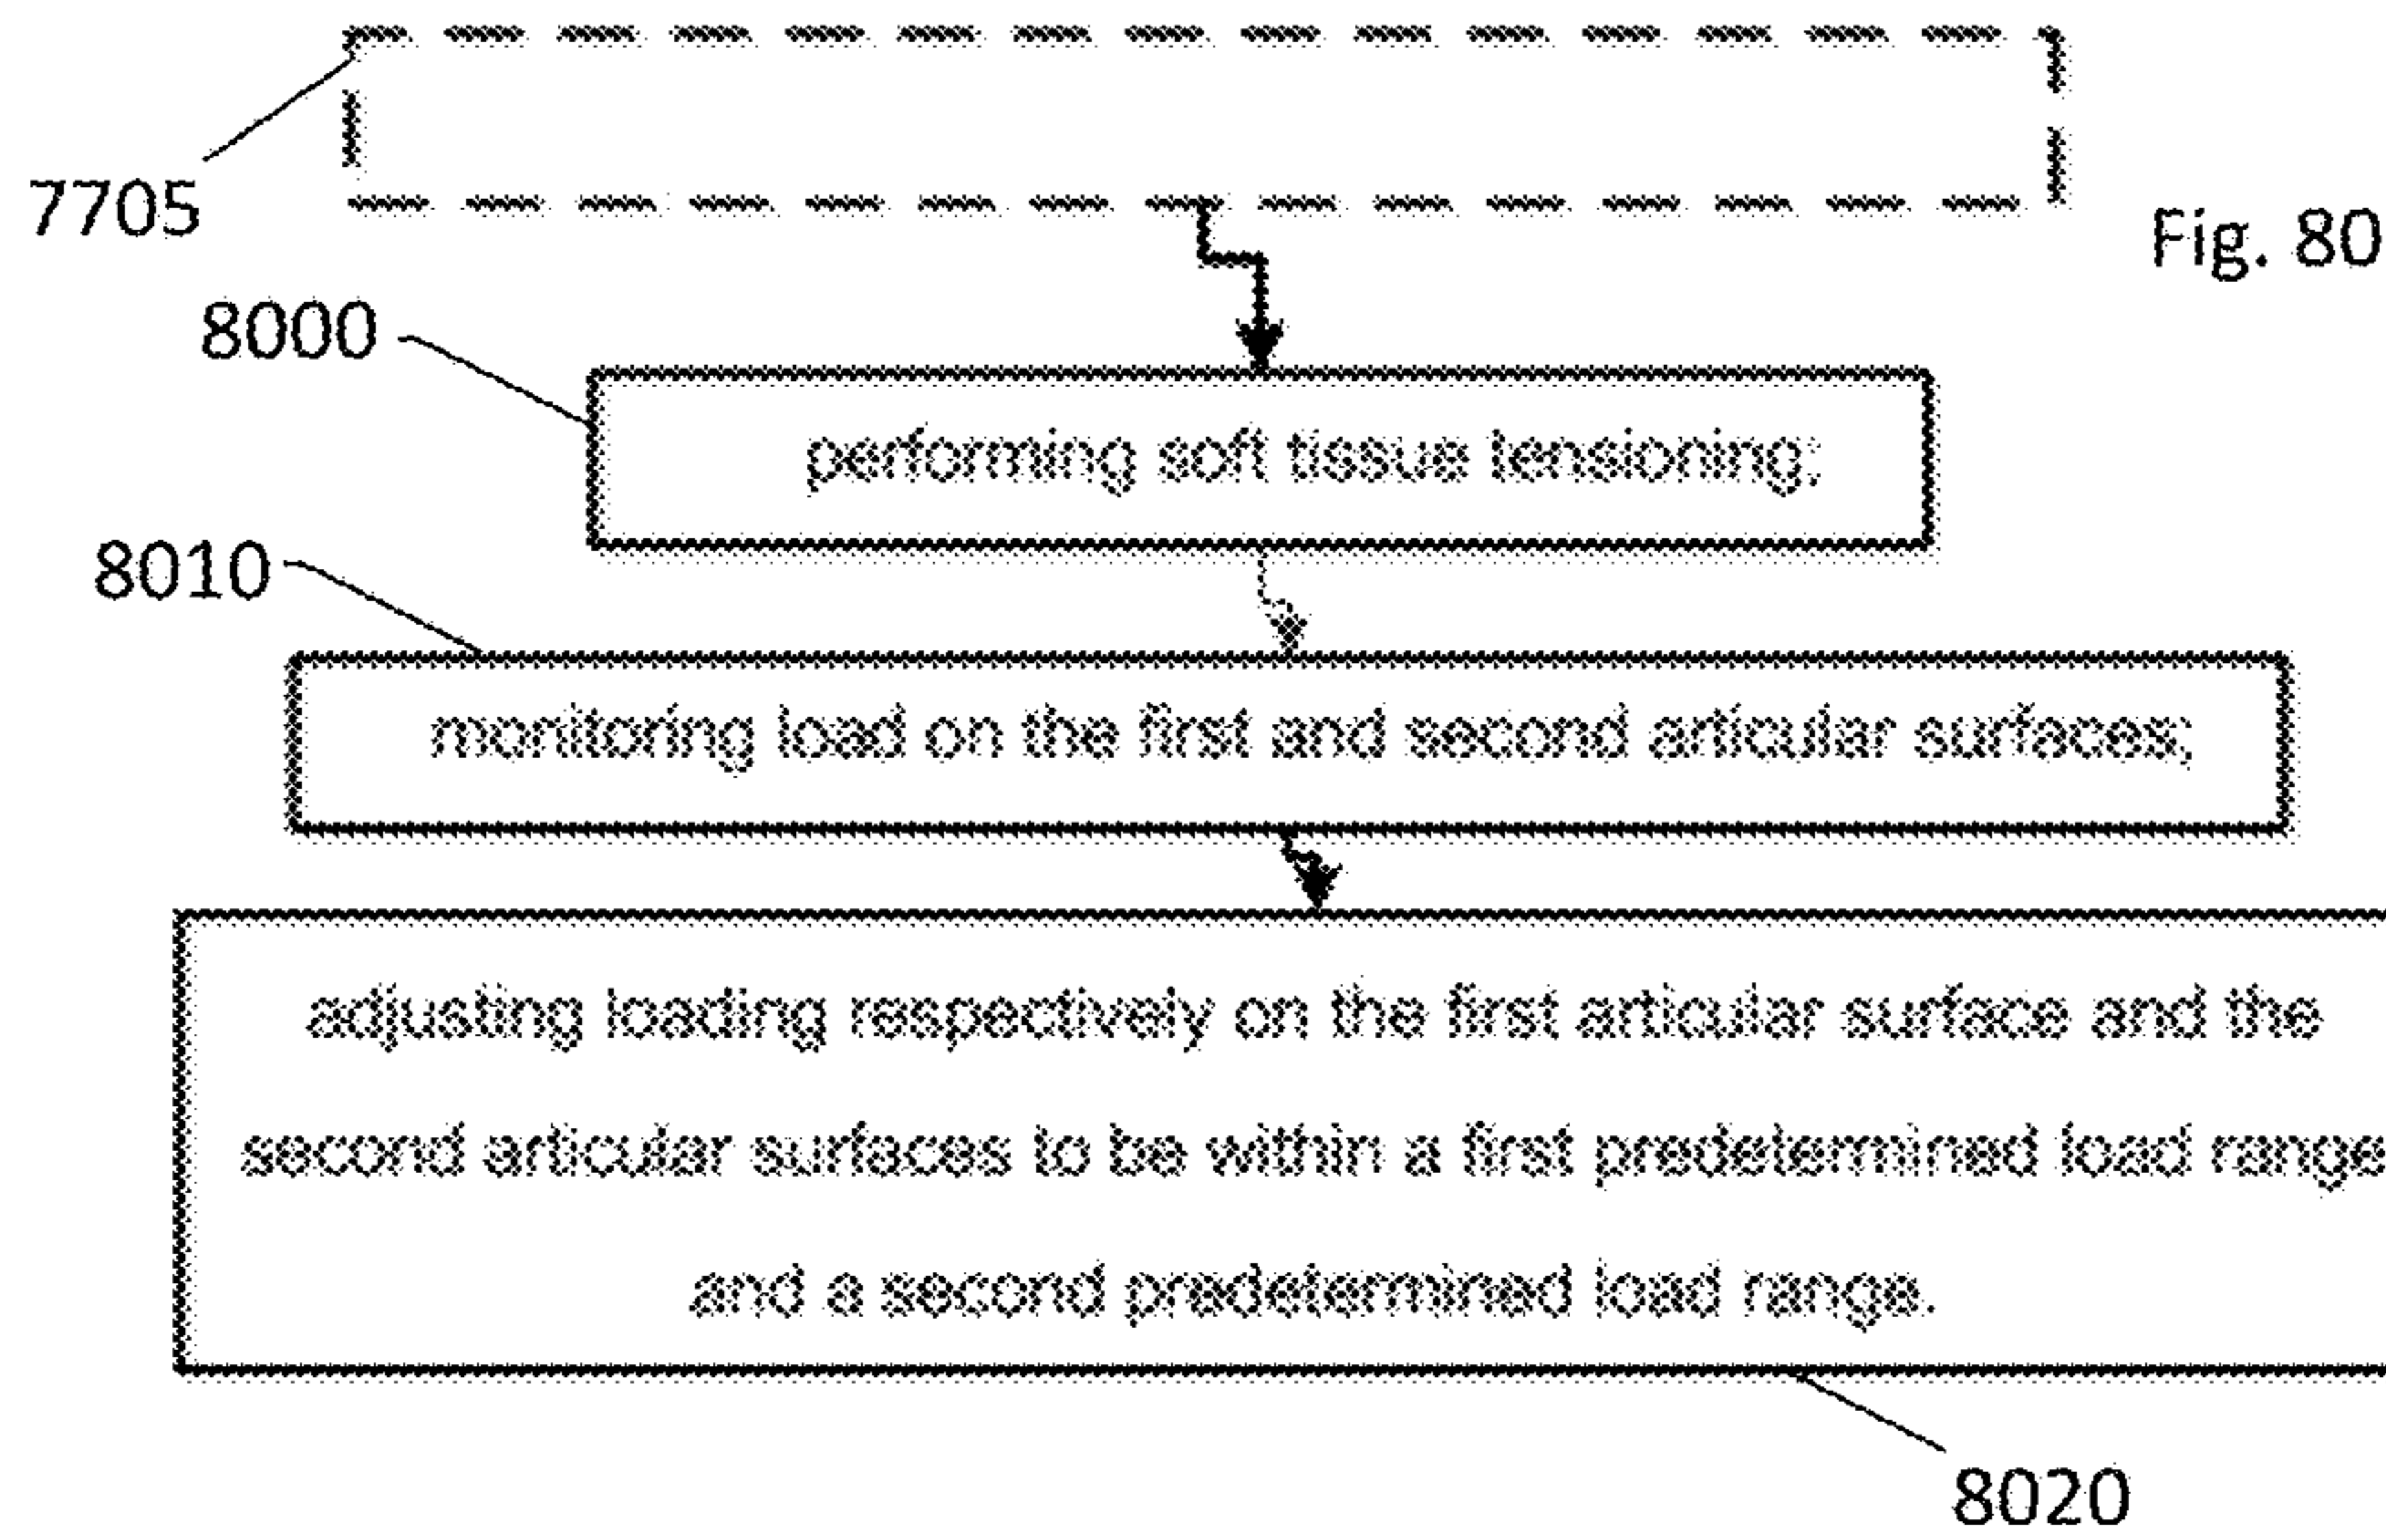 7705
Fig. 80
8000
performing soft tissue tensioning;
8010
monitoring load on the first and second articular surfaces;
adjusting loading respectively on the first articular surface and the
second articular surfaces to be within a first predetermined load range
and a second predetermined load range.
8020